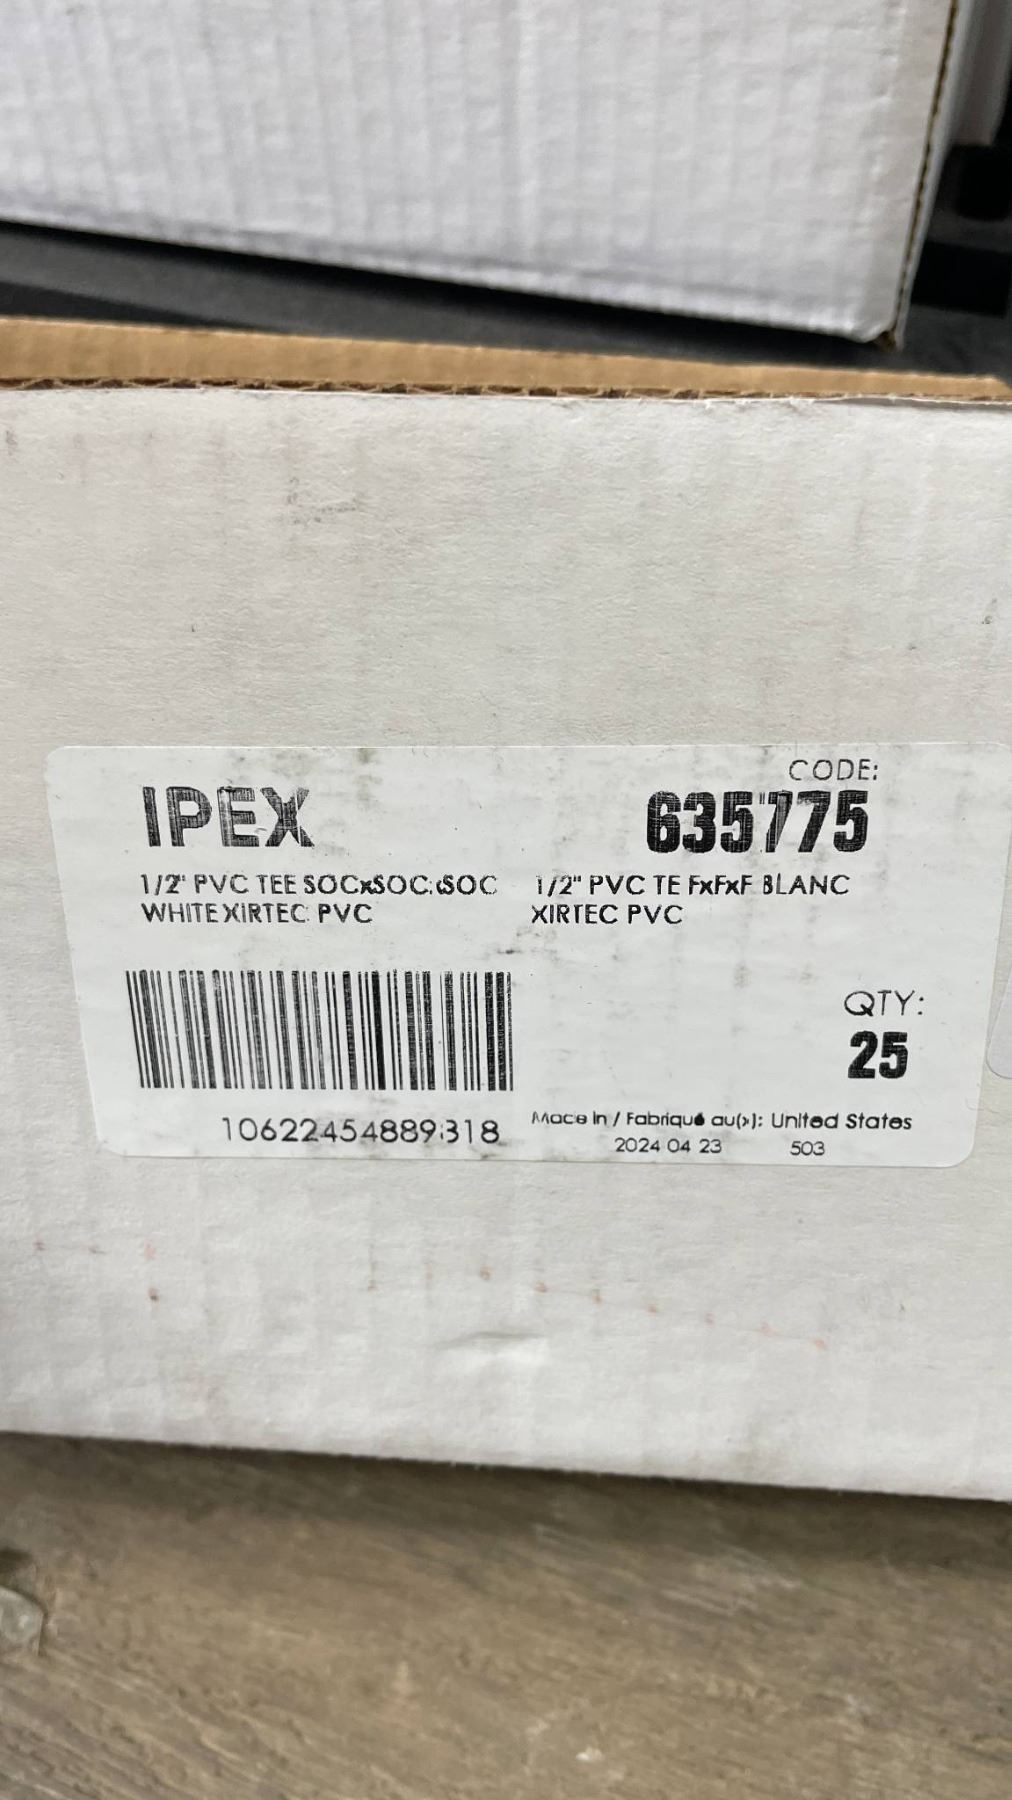 IPEX
CODE:
635775
1/2" PVC TEE SOCxSOCxSOC
WHITE XIRTEC PVC
1/2" PVC TE FxFxF BLANC
XIRTEC PVC
QTY:
25
10622454889318
Made in / Fabriqué au(x): United States
2024 04 23 503